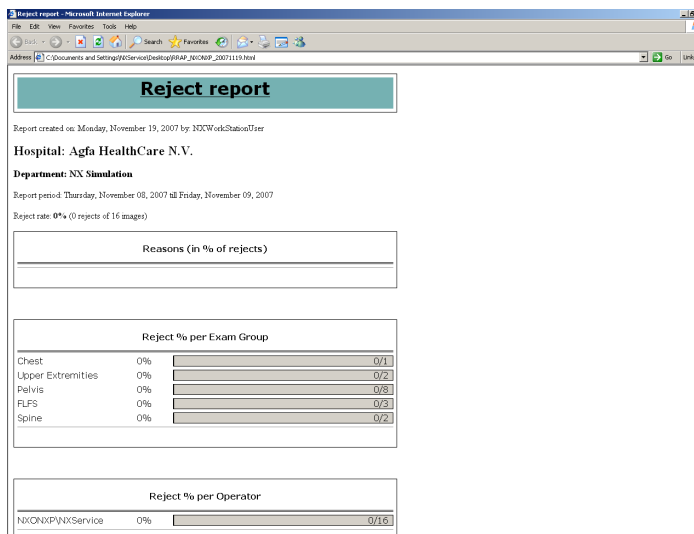 Reject report - Microsoft Internet Explorer
File Edit View Favorites Tools Help
Back Search Favorites
Address C:\Documents and Settings\NXService\Desktop\RRAP_NXONXP_20071119.html Go Link
Reject report
Report created on: Monday, November 19, 2007 by: NXWorkStationUser
Hospital: Agfa HealthCare N.V.
Department: NX Simulation
Report period: Thursday, November 08, 2007 till Friday, November 09, 2007
Reject rate: 0% (0 rejects of 16 images)
Reasons (in % of rejects)
Reject % per Exam Group
Chest 0% 0/1
Upper Extremities 0% 0/2
Pelvis 0% 0/8
FLFS 0% 0/3
Spine 0% 0/2
Reject % per Operator
NXONXP\NXService 0% 0/16